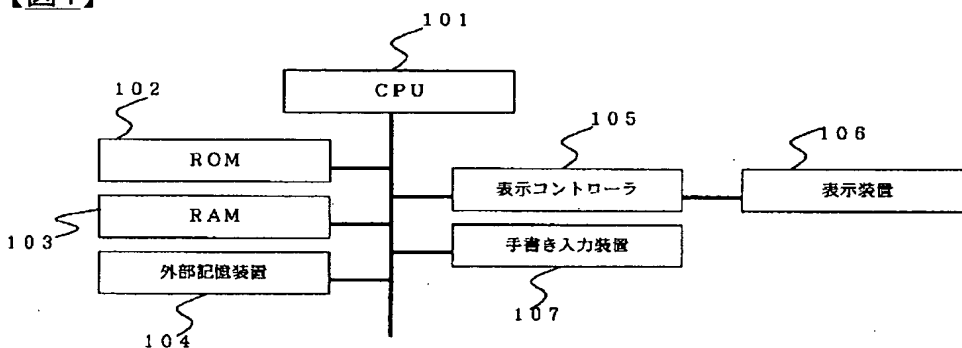 【図1】
101
CPU
102
ROM
105
106
表示コントローラ
表示装置
103
RAM
手書き入力装置
外部記憶装置
107
104